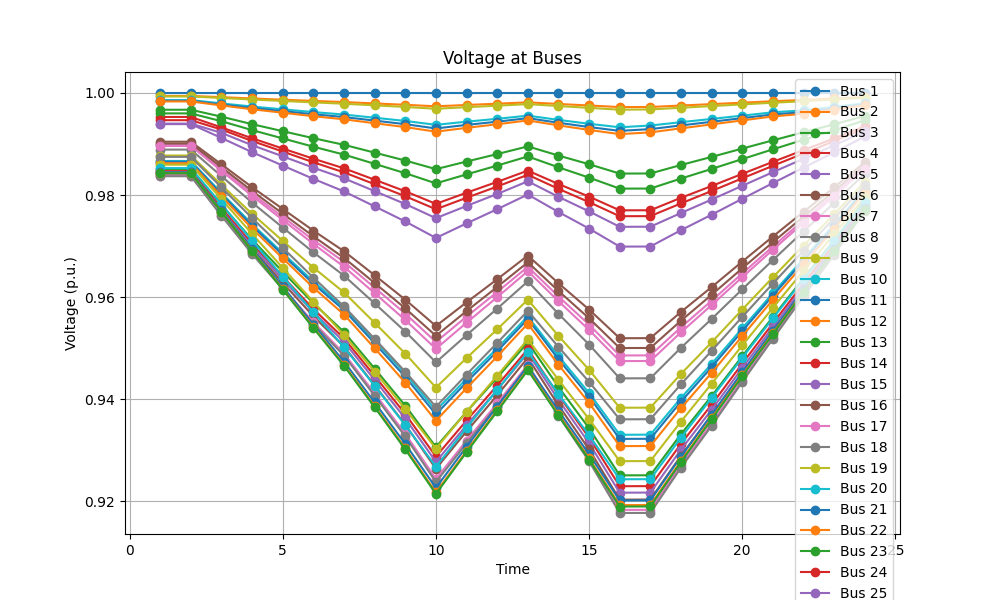 Voltage at Buses
1.00
0.98
0.96
0.94
0.92
Voltage (p.u.)
0
5
10
15
20
25
Time
Bus 1
Bus 2
Bus 3
Bus 4
Bus 5
Bus 6
Bus 7
Bus 8
Bus 9
Bus 10
Bus 11
Bus 12
Bus 13
Bus 14
Bus 15
Bus 16
Bus 17
Bus 18
Bus 19
Bus 20
Bus 21
Bus 22
Bus 23
Bus 24
Bus 25